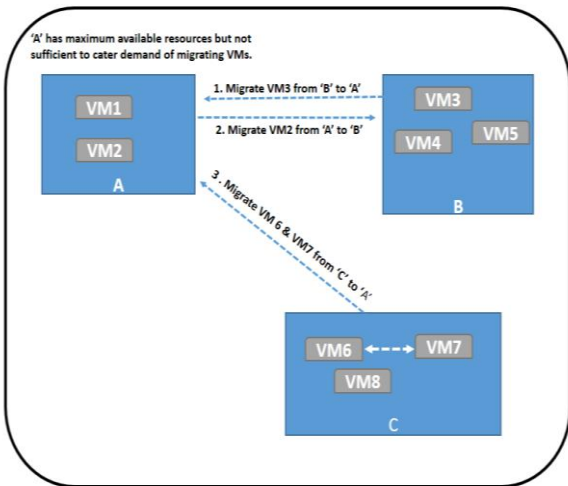 'A' has maximum available resources but not
sufficient to cater demand of migrating VMs.
1. Migrate VM3 from 'B' to 'A'
2. Migrate VM2 from 'A' to 'B'
VM1
VM2
A
VM3
VM4
VM5
B
3 . Migrate VM 6 & VM7 from 'C' to 'A'
VM6
VM7
VM8
C